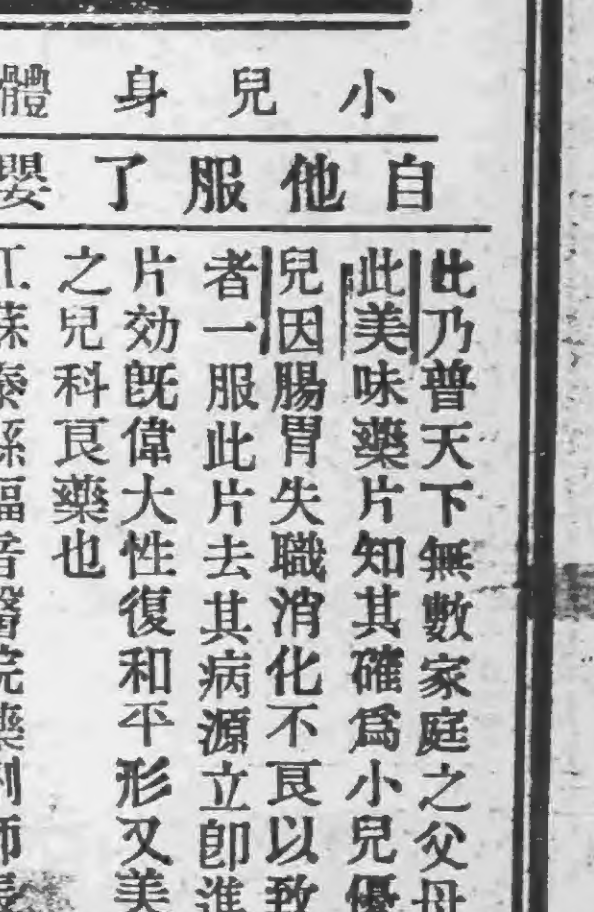 小兒身體
自他服了嬰
此乃普天下無數家庭之父母
此美味藥片知其確爲小兒優
兒因腸胃失職消化不良以致
者一服此片去其病源立卽進
片効旣偉大性復和平形又美
之兒科良藥也
江蘇泰縣福音醫院藥劑師張